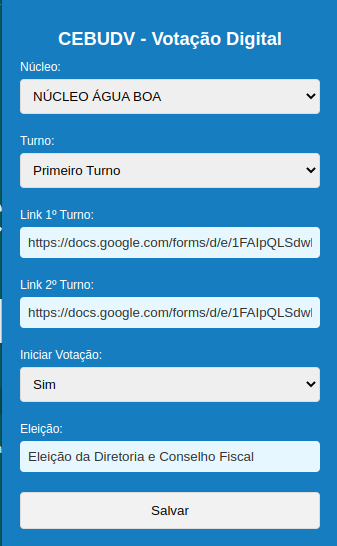 CEBUDV - Votação Digital
Núcleo:
NÚCLEO ÁGUA BOA
Turno:
Primeiro Turno
Link 1º Turno:
https://docs.google.com/forms/d/e/1FAIpQLSdwl
Link 2º Turno:
https://docs.google.com/forms/d/e/1FAIpQLSdwl
Iniciar Votação:
Sim
Eleição:
Eleição da Diretoria e Conselho Fiscal
Salvar